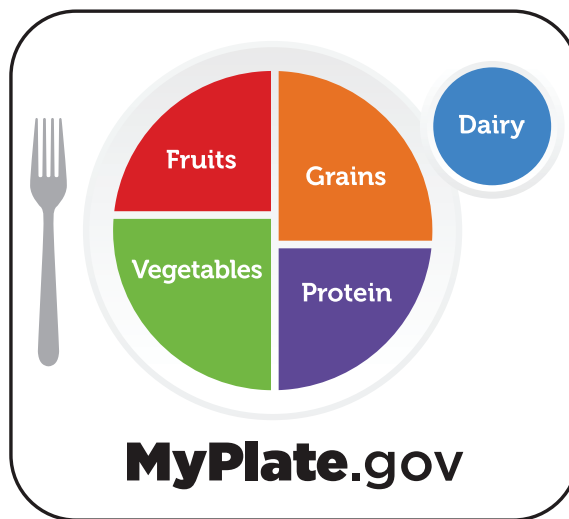 Fruits
Grains
Dairy
Vegetables
Protein
MyPlate.gov